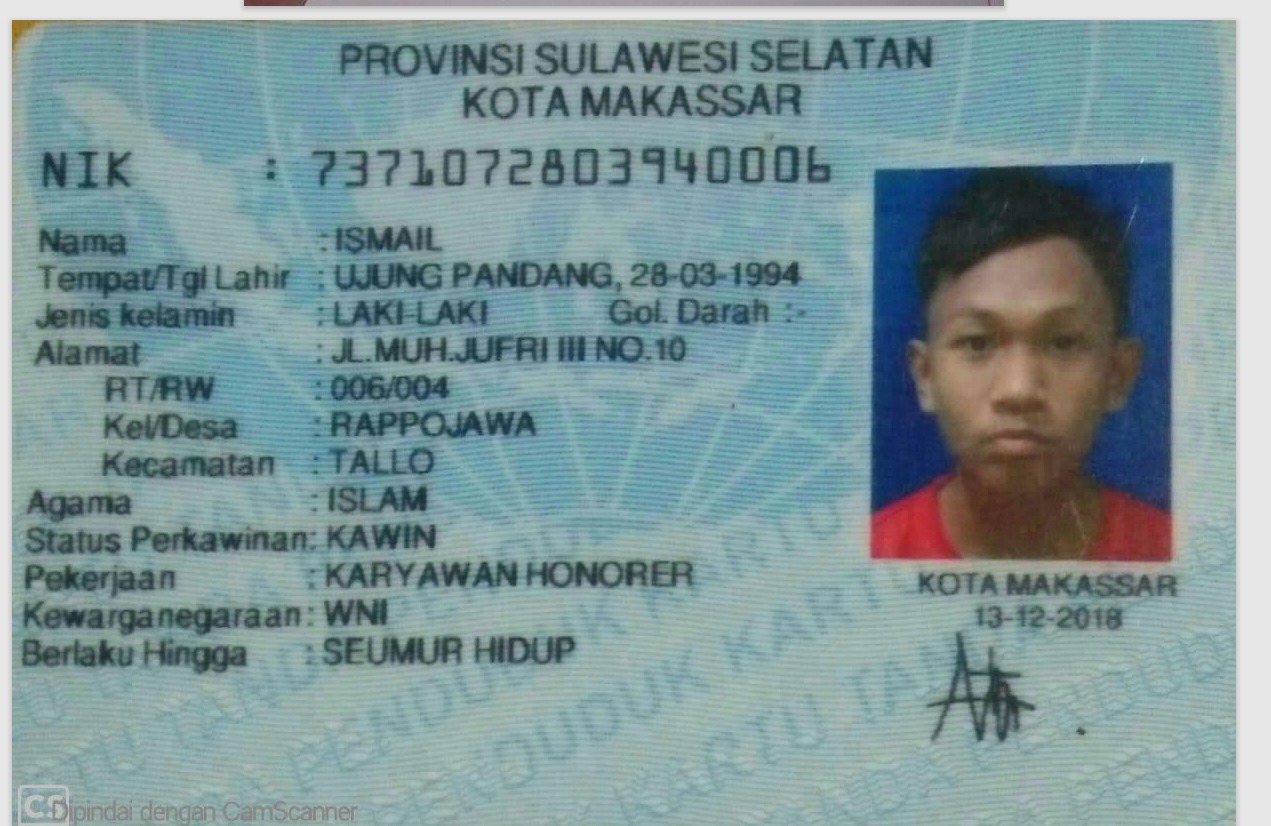 PROVINSI SULAWESI SELATAN
KOTA MAKASSAR
NIK : 7371072803940006
Nama : ISMAIL
Tempat/Tgl Lahir : UJUNG PANDANG, 28-03-1994
Jenis kelamin : LAKI-LAKI Gol. Darah : -
Alamat : JL.MUH.JUFRI III NO.10
RT/RW : 006/004
Kel/Desa : RAPPOJAWA
Kecamatan : TALLO
Agama : ISLAM
Status Perkawinan: KAWIN
Pekerjaan : KARYAWAN HONORER
Kewarganegaraan: WNI
Berlaku Hingga : SEUMUR HIDUP
KOTA MAKASSAR
13-12-2018
CS Dipindai dengan CamScanner